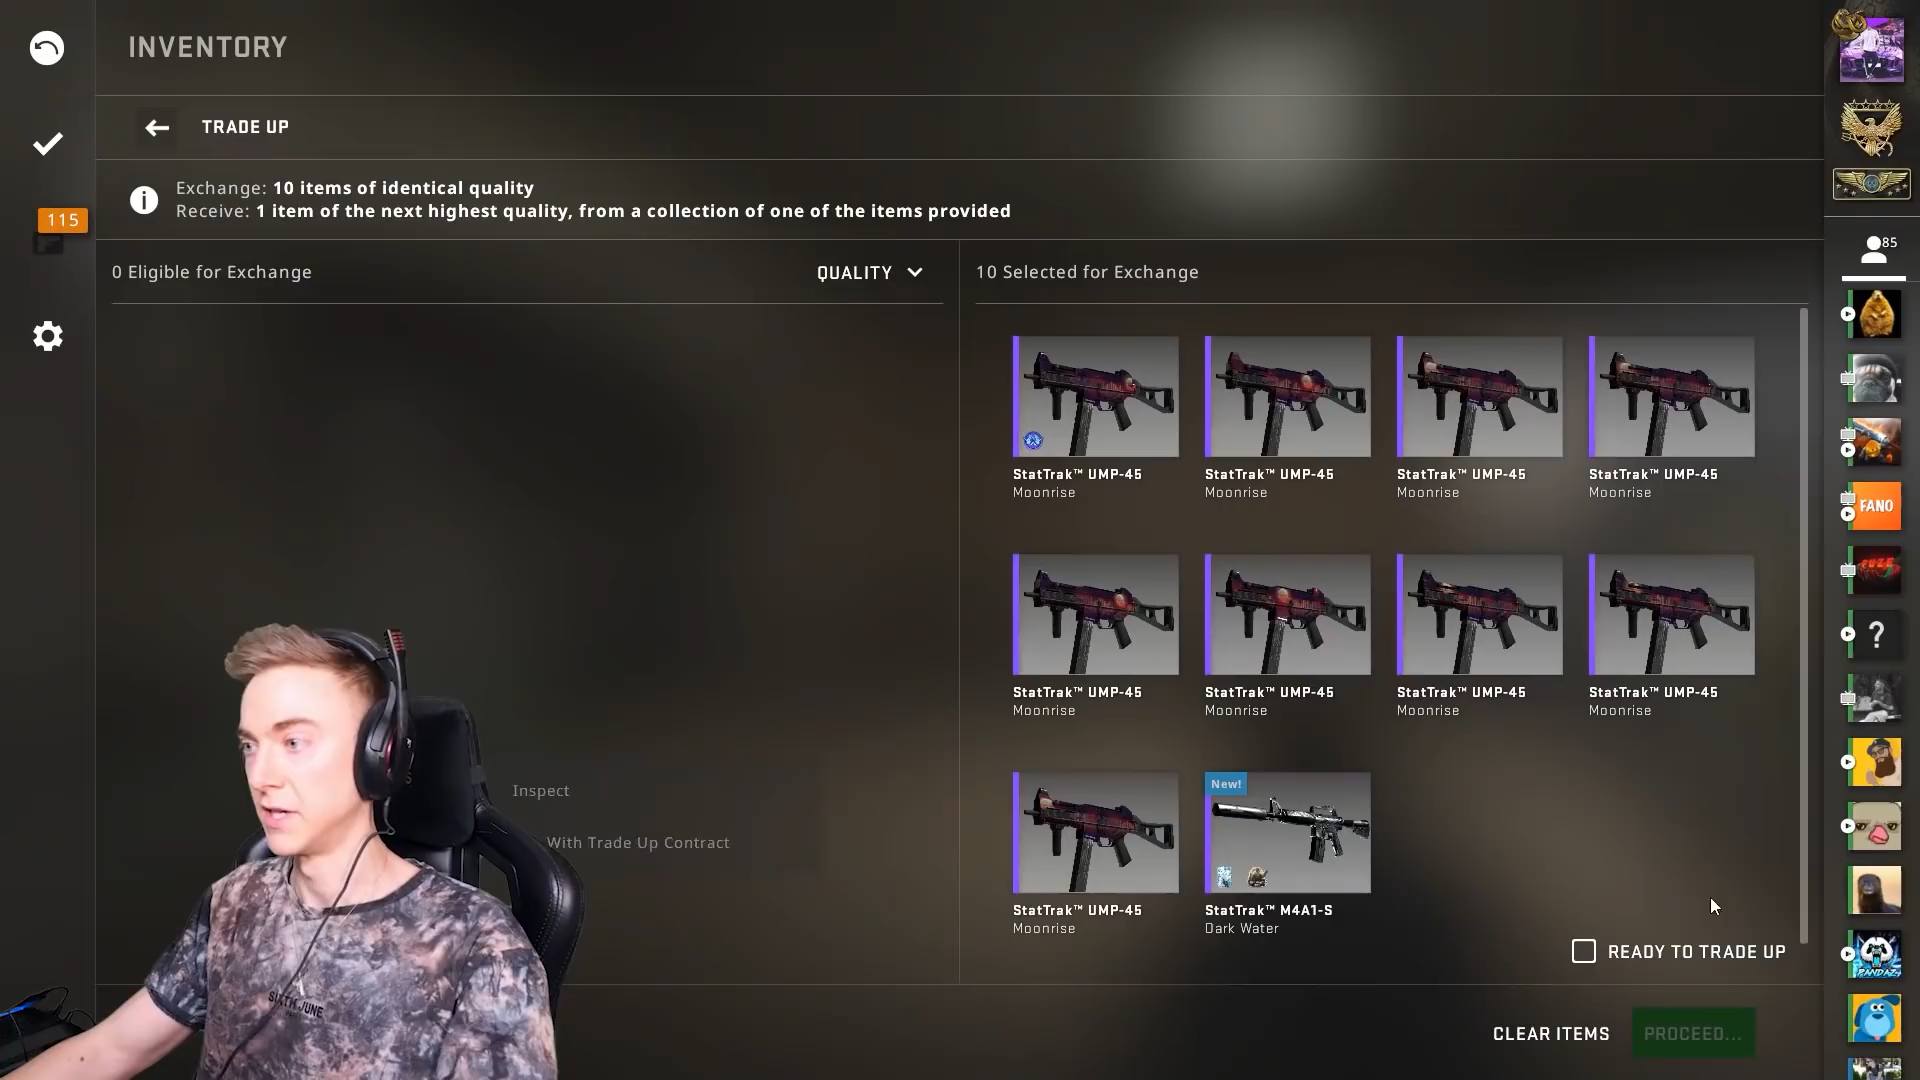 INVENTORY
TRADE UP
Exchange: 10 items of identical quality
Receive: 1 item of the next highest quality, from a collection of one of the items provided
115
85
0 Eligible for Exchange
QUALITY
10 Selected for Exchange
StatTrak™ UMP-45
Moonrise
StatTrak™ UMP-45
Moonrise
StatTrak™ UMP-45
Moonrise
StatTrak™ UMP-45
Moonrise
FANO
StatTrak™ UMP-45
Moonrise
StatTrak™ UMP-45
Moonrise
StatTrak™ UMP-45
Moonrise
StatTrak™ UMP-45
Moonrise
?
Inspect
With Trade Up Contract
New!
StatTrak™ UMP-45
Moonrise
StatTrak™ M4A1-S
Dark Water
READY TO TRADE UP
PANDAZ
SIXTH JUNE
CLEAR ITEMS
PROCEED...